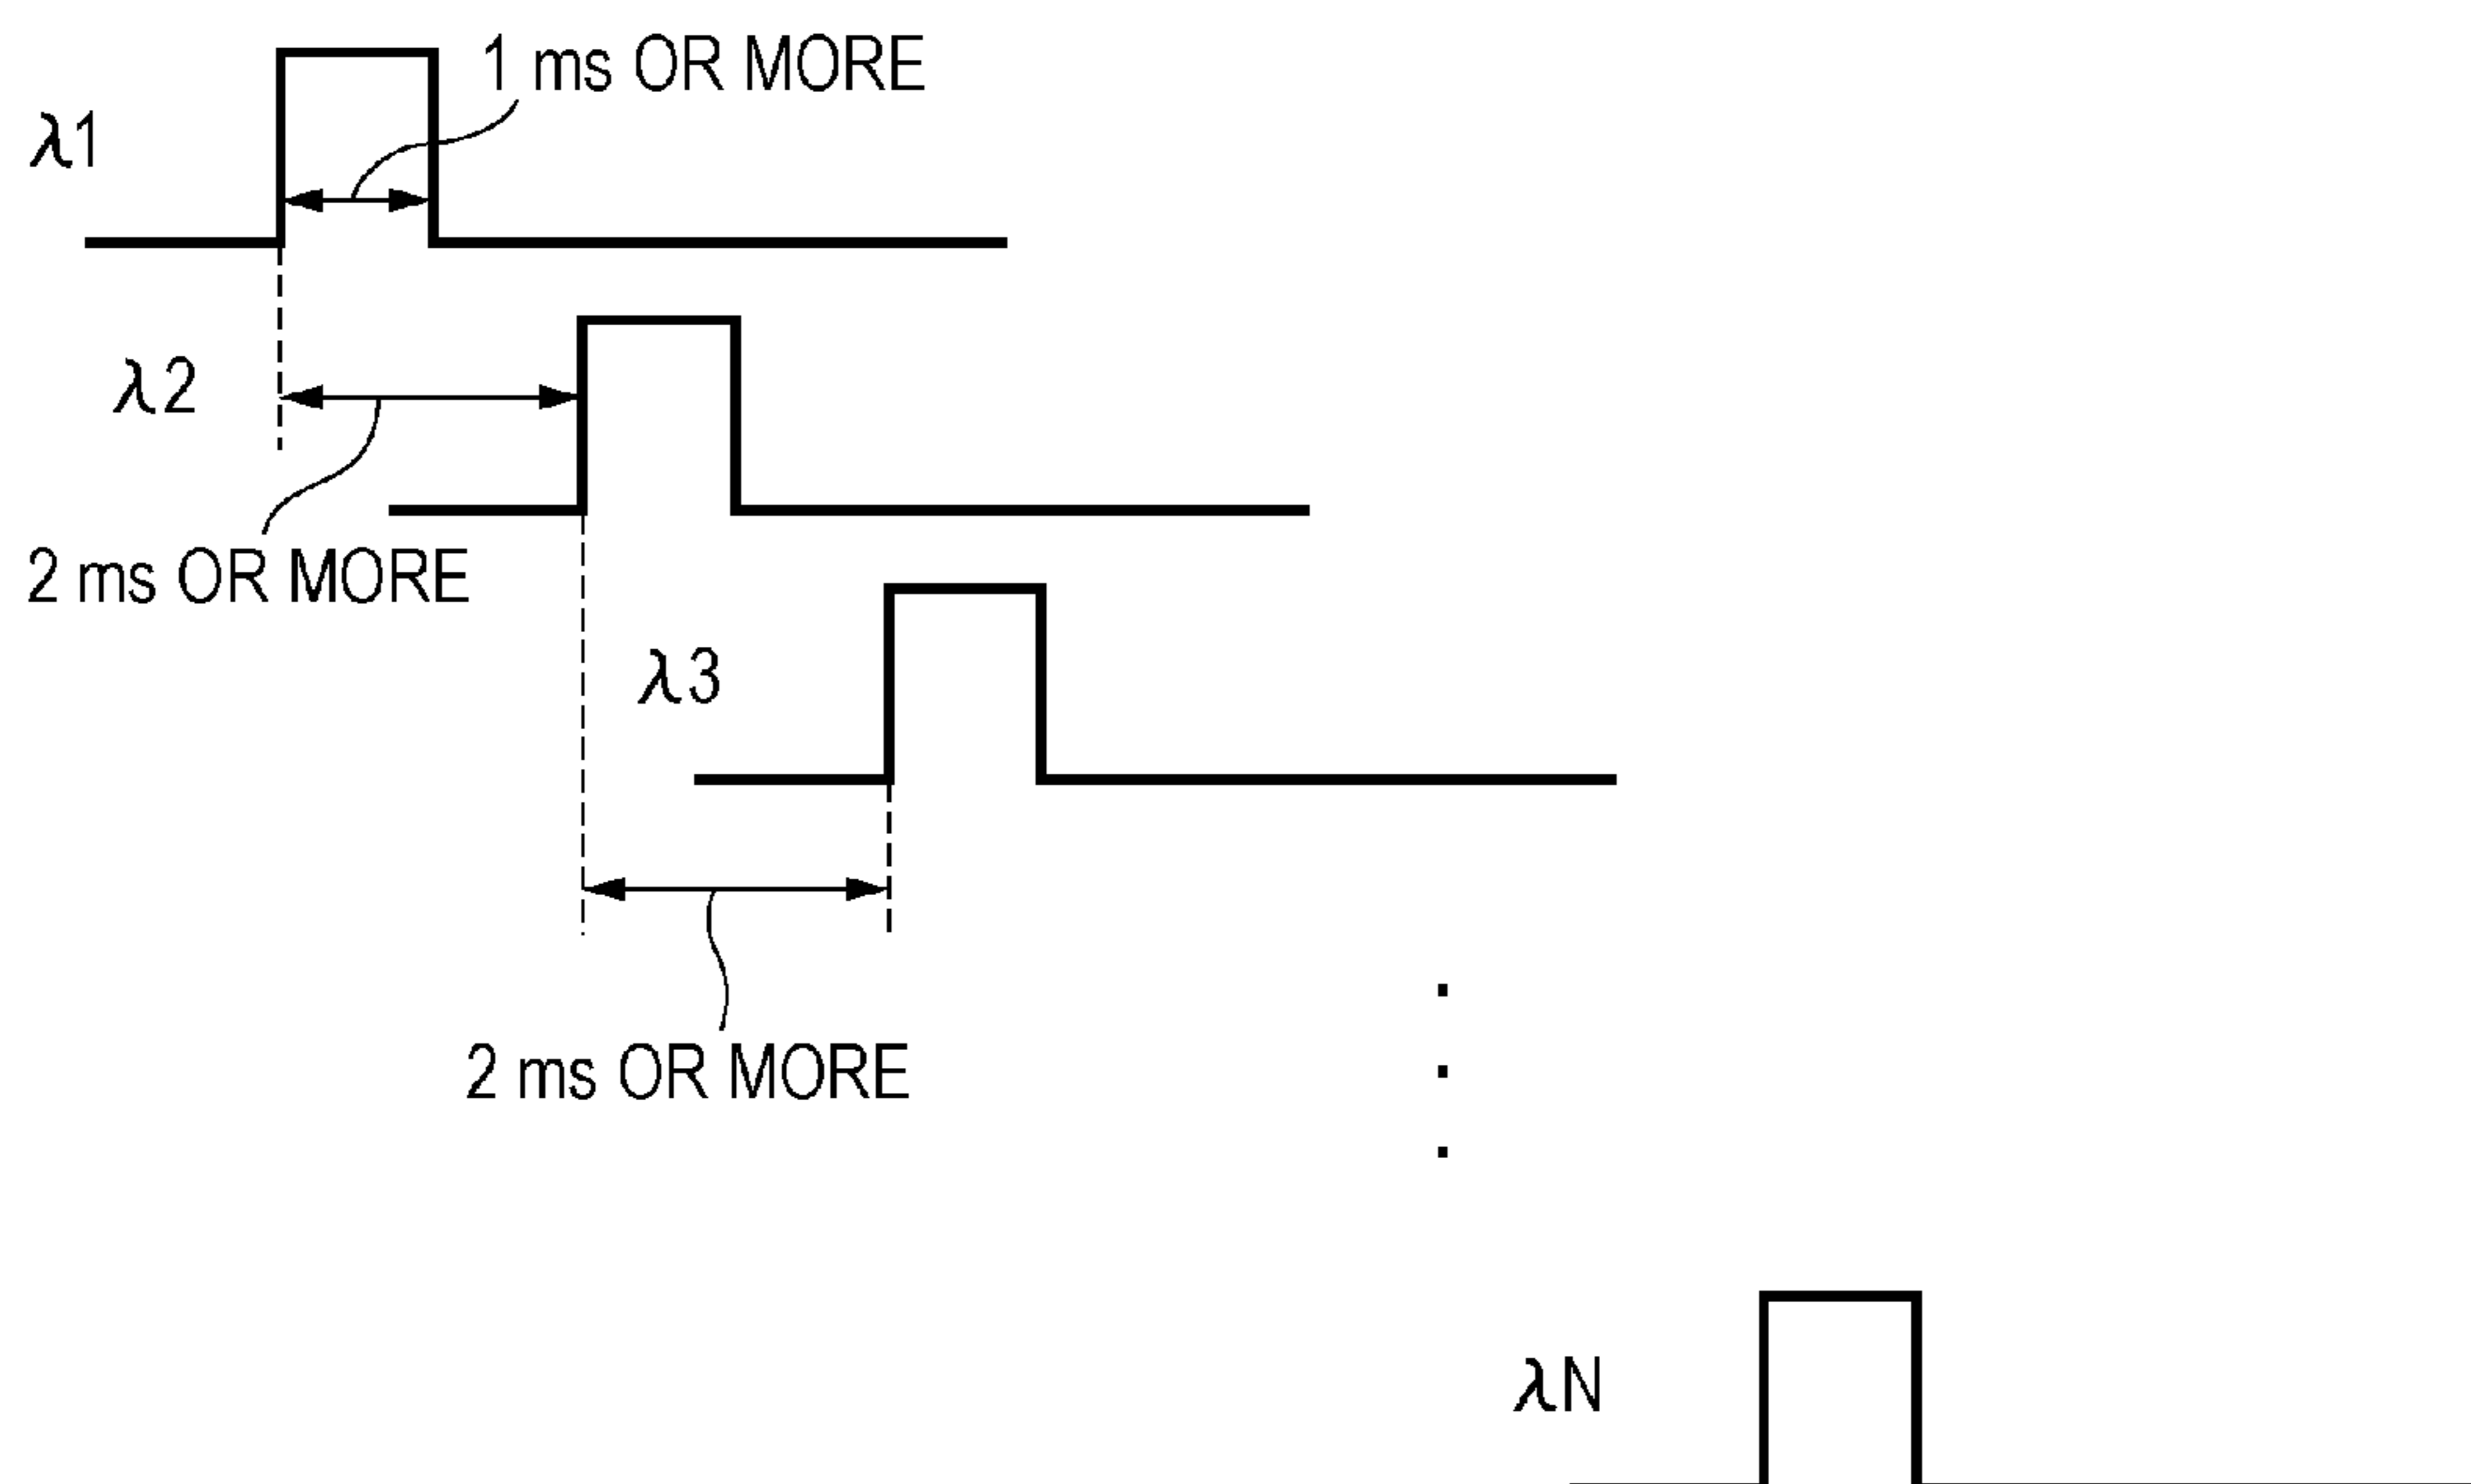 1 ms OR MORE
λ1
λ2
2 ms OR MORE
λ3
2 ms OR MORE
λN